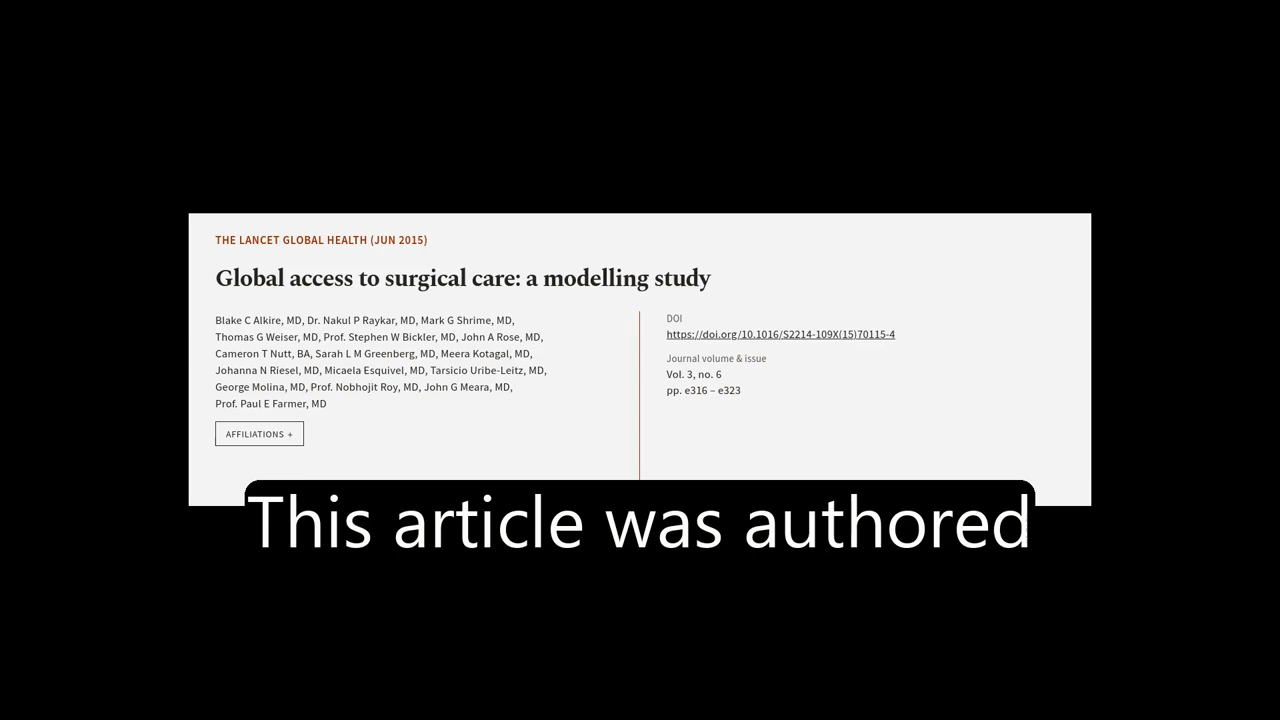 THE LANCET GLOBAL HEALTH (JUN 2015)
Global access to surgical care: a modelling study
Blake C Alkire, MD, Dr. Nakul P Raykar, MD, Mark G Shrime, MD,
Thomas G Weiser, MD, Prof. Stephen W Bickler, MD, John A Rose, MD,
Cameron T Nutt, BA, Sarah L M Greenberg, MD, Meera Kotagal, MD,
Johanna N Riesel, MD, Micaela Esquivel, MD, Tarsicio Uribe-Leitz, MD,
George Molina, MD, Prof. Nobhojit Roy, MD, John G Meara, MD,
Prof. Paul E Farmer, MD
AFFILIATIONS +
DOI
https://doi.org/10.1016/S2214-109X(15)70115-4
Journal volume & issue
Vol. 3, no. 6
pp. e316 – e323
This article was authored